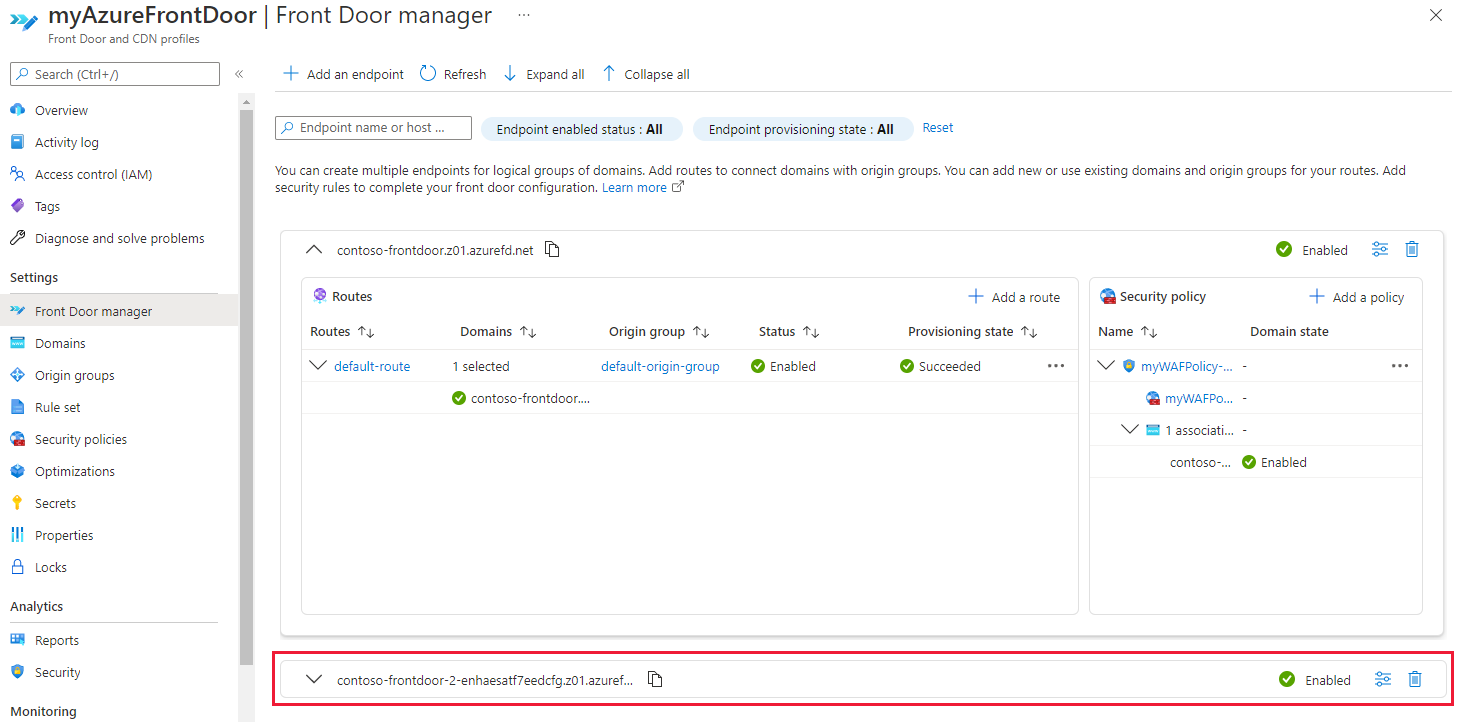 myAzureFrontDoor | Front Door manager ...
Front Door and CDN profiles
Search (Ctrl+/)
«
Overview
Activity log
Access control (IAM)
Tags
Diagnose and solve problems
Settings
Front Door manager
Domains
Origin groups
Rule set
Security policies
Optimizations
Secrets
Properties
Locks
Analytics
Reports
Security
Monitoring
Add an endpoint Refresh Expand all Collapse all
Endpoint name or host ... Endpoint enabled status : All Endpoint provisioning state : All Reset
You can create multiple endpoints for logical groups of domains. Add routes to connect domains with origin groups. You can add new or use existing domains and origin groups for your routes. Add
security rules to complete your front door configuration. Learn more
contoso-frontdoor.z01.azurefd.net Enabled
Routes Add a route
Routes Domains Origin group Status Provisioning state
default-route 1 selected default-origin-group Enabled Succeeded ...
contoso-frontdoor....
Security policy Add a policy
Name Domain state
myWAFPolicy-... - ...
myWAFPo... -
1 associati... -
contoso-... Enabled
contoso-frontdoor-2-enhaesatf7eedcfg.z01.azuref... Enabled